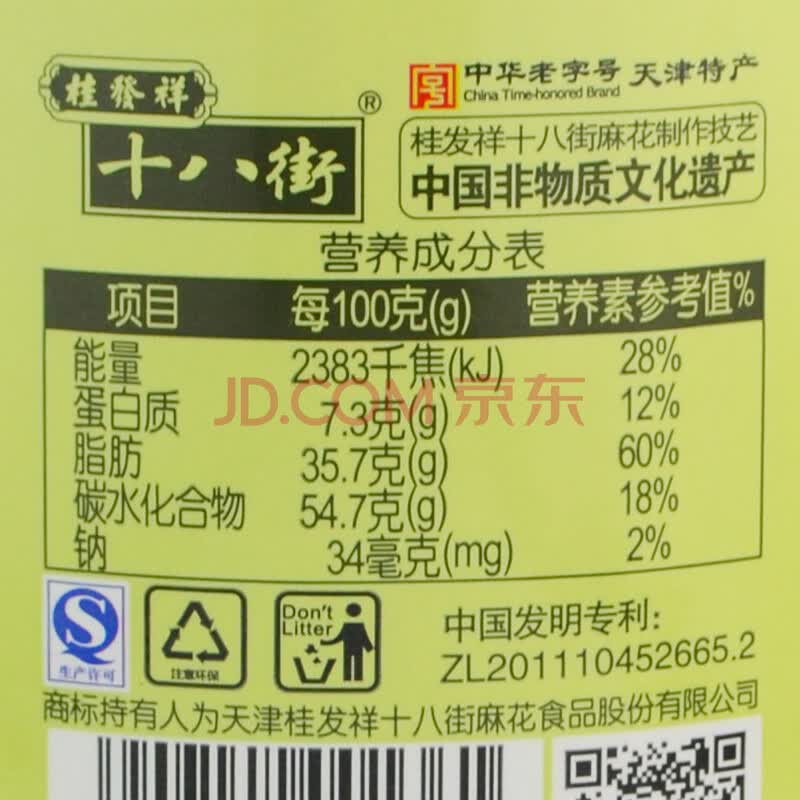 桂發祥
十八街
®
中华老字号 天津特产
China Time-honored Brand
桂发祥十八街麻花制作技艺
中国非物质文化遗产
营养成分表
项目 每100克(g) 营养素参考值%
能量 2383千焦(kJ) 28%
蛋白质 7.3克(g) 12%
脂肪 35.7克(g) 60%
碳水化合物 54.7克(g) 18%
钠 34毫克(mg) 2%
JD.COM 京东
生产许可
注意环保
Don't
Litter
中国发明专利:
ZL201110452665.2
商标持有人为天津桂发祥十八街麻花食品股份有限公司